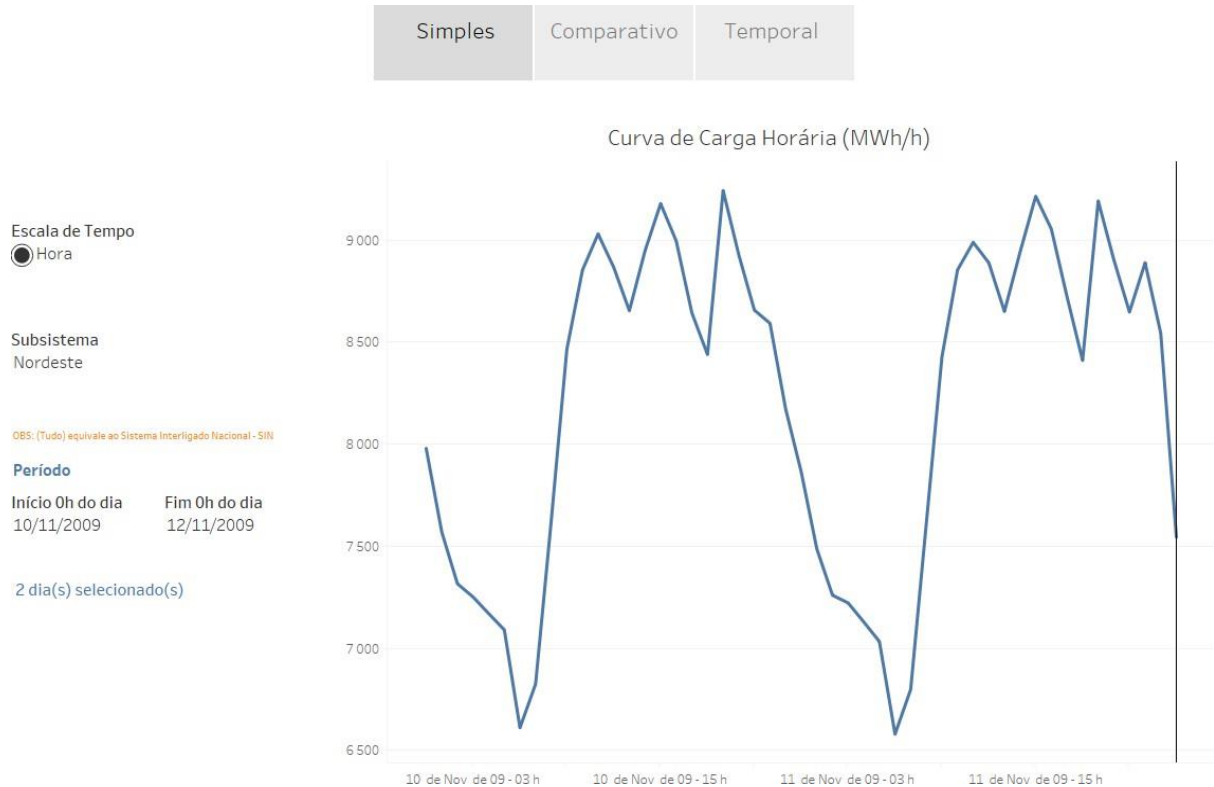 Simples Comparativo Temporal
Curva de Carga Horária (MWh/h)
Escala de Tempo
Hora
Subsistema
Nordeste
OBS: (Tudo) equivale ao Sistema Interligado Nacional - SIN
Período
Início 0h do dia Fim 0h do dia
10/11/2009 12/11/2009
2 dia(s) selecionado(s)
9 000
8 500
8 000
7 500
7 000
6 500
10 de Nov de 09 - 03 h 10 de Nov de 09 - 15 h 11 de Nov de 09 - 03 h 11 de Nov de 09 - 15 h